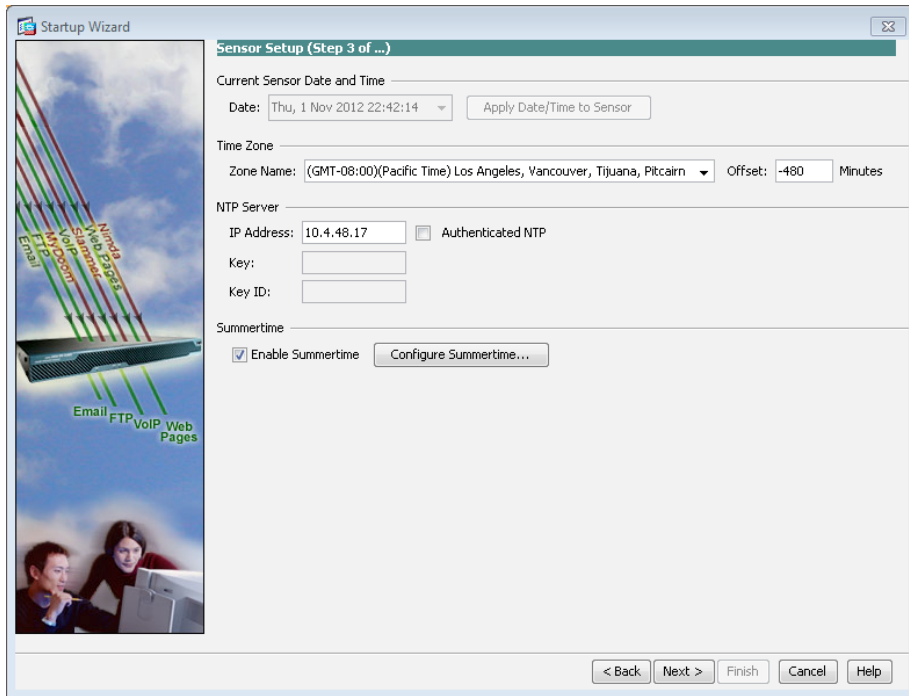 Startup Wizard
Sensor Setup (Step 3 of ...)
Current Sensor Date and Time
Date: Thu, 1 Nov 2012 22:42:14 Apply Date/Time to Sensor
Time Zone
Zone Name: (GMT-08:00)(Pacific Time) Los Angeles, Vancouver, Tijuana, Pitcairn Offset: -480 Minutes
NTP Server
IP Address: 10.4.48.17 Authenticated NTP
Key:
Key ID:
Summertime
Enable Summertime Configure Summertime...
Email
FTP
MyDoom
VoIP
Slammer
Web Pages
Nimda
Email
FTP
VoIP
Web Pages
< Back Next > Finish Cancel Help